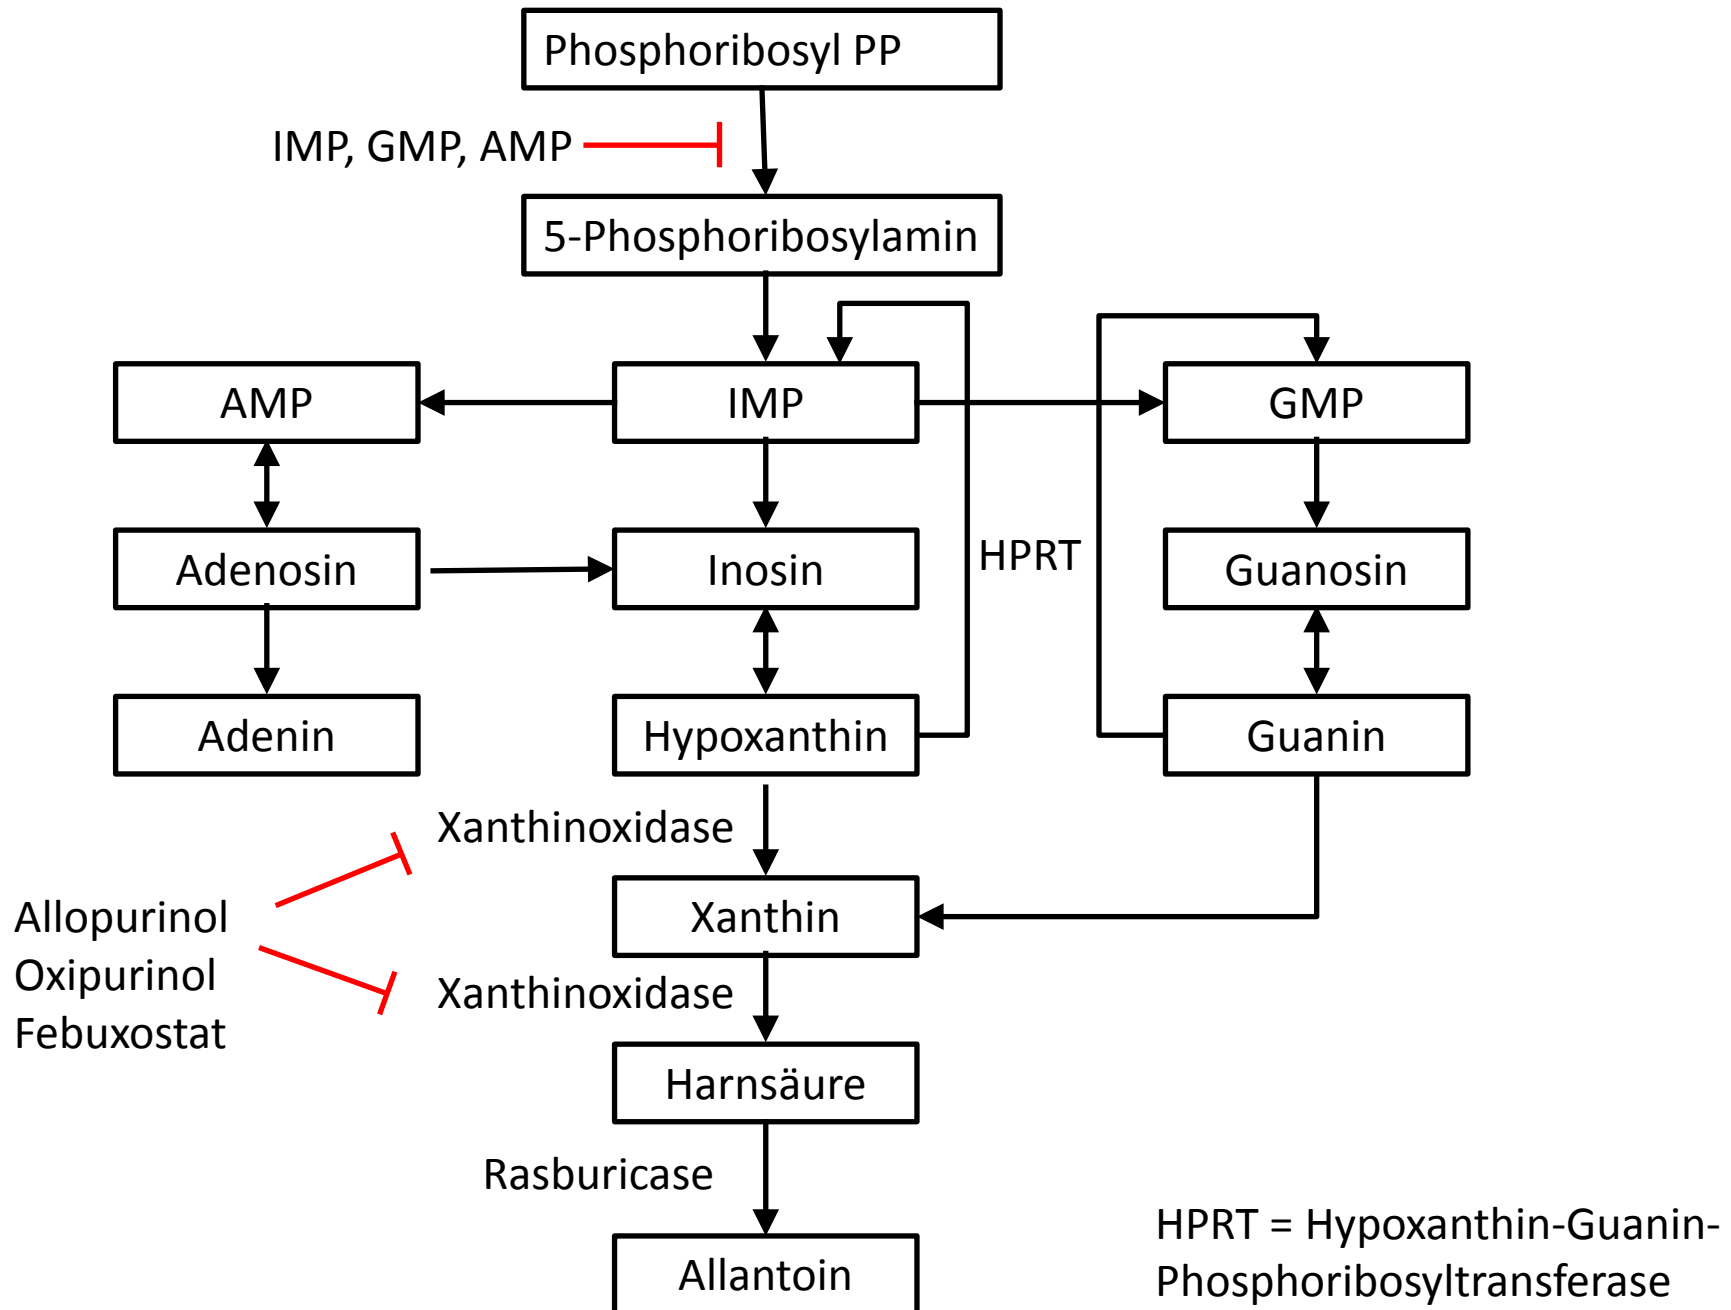 Phosphoribosyl PP
IMP, GMP, AMP
5-Phosphoribosylamin
AMP
IMP
GMP
Adenosin
Inosin
HPRT
Guanosin
Adenin
Hypoxanthin
Guanin
Xanthinoxidase
Allopurinol
Oxipurinol
Febuxostat
Xanthin
Xanthinoxidase
Harnsäure
Rasburicase
Allantoin
HPRT = Hypoxanthin-Guanin-
Phosphoribosyltransferase